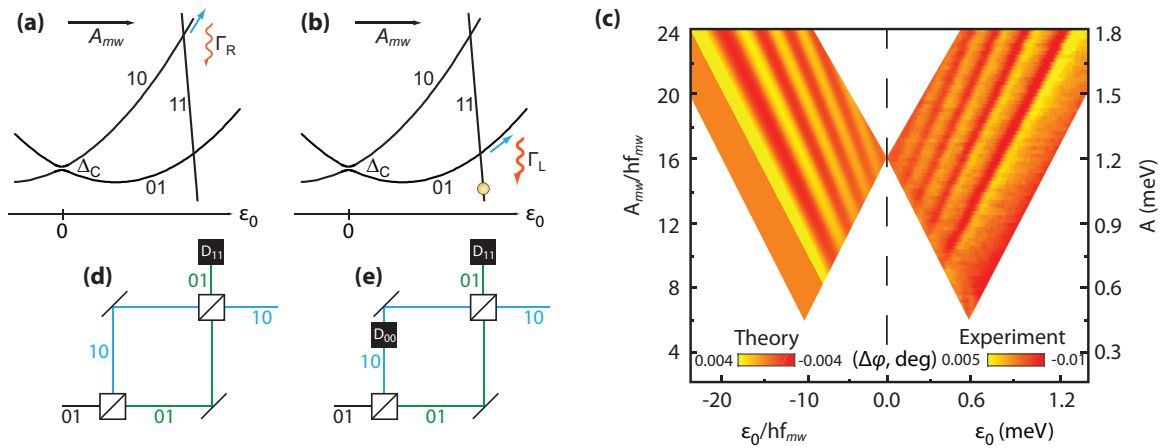 (a)
A_mw
Γ_R
10
11
Δ_C
01
0
(b)
A_mw
10
11
Δ_C
Γ_L
01
0
ε_0
ε_0
(c)
24
20
16
12
8
4
A_mw/hf_mw
1.8
1.5
1.2
0.9
0.6
0.3
A (meV)
Theory
0.004
-0.004
(Δφ, deg)
Experiment
0.005
-0.01
-20
-10
0.0
0.6
1.2
ε_0/hf_mw
ε_0 (meV)
(d)
D_11
01
10
10
01
01
(e)
D_11
01
10
D_00
10
01
01